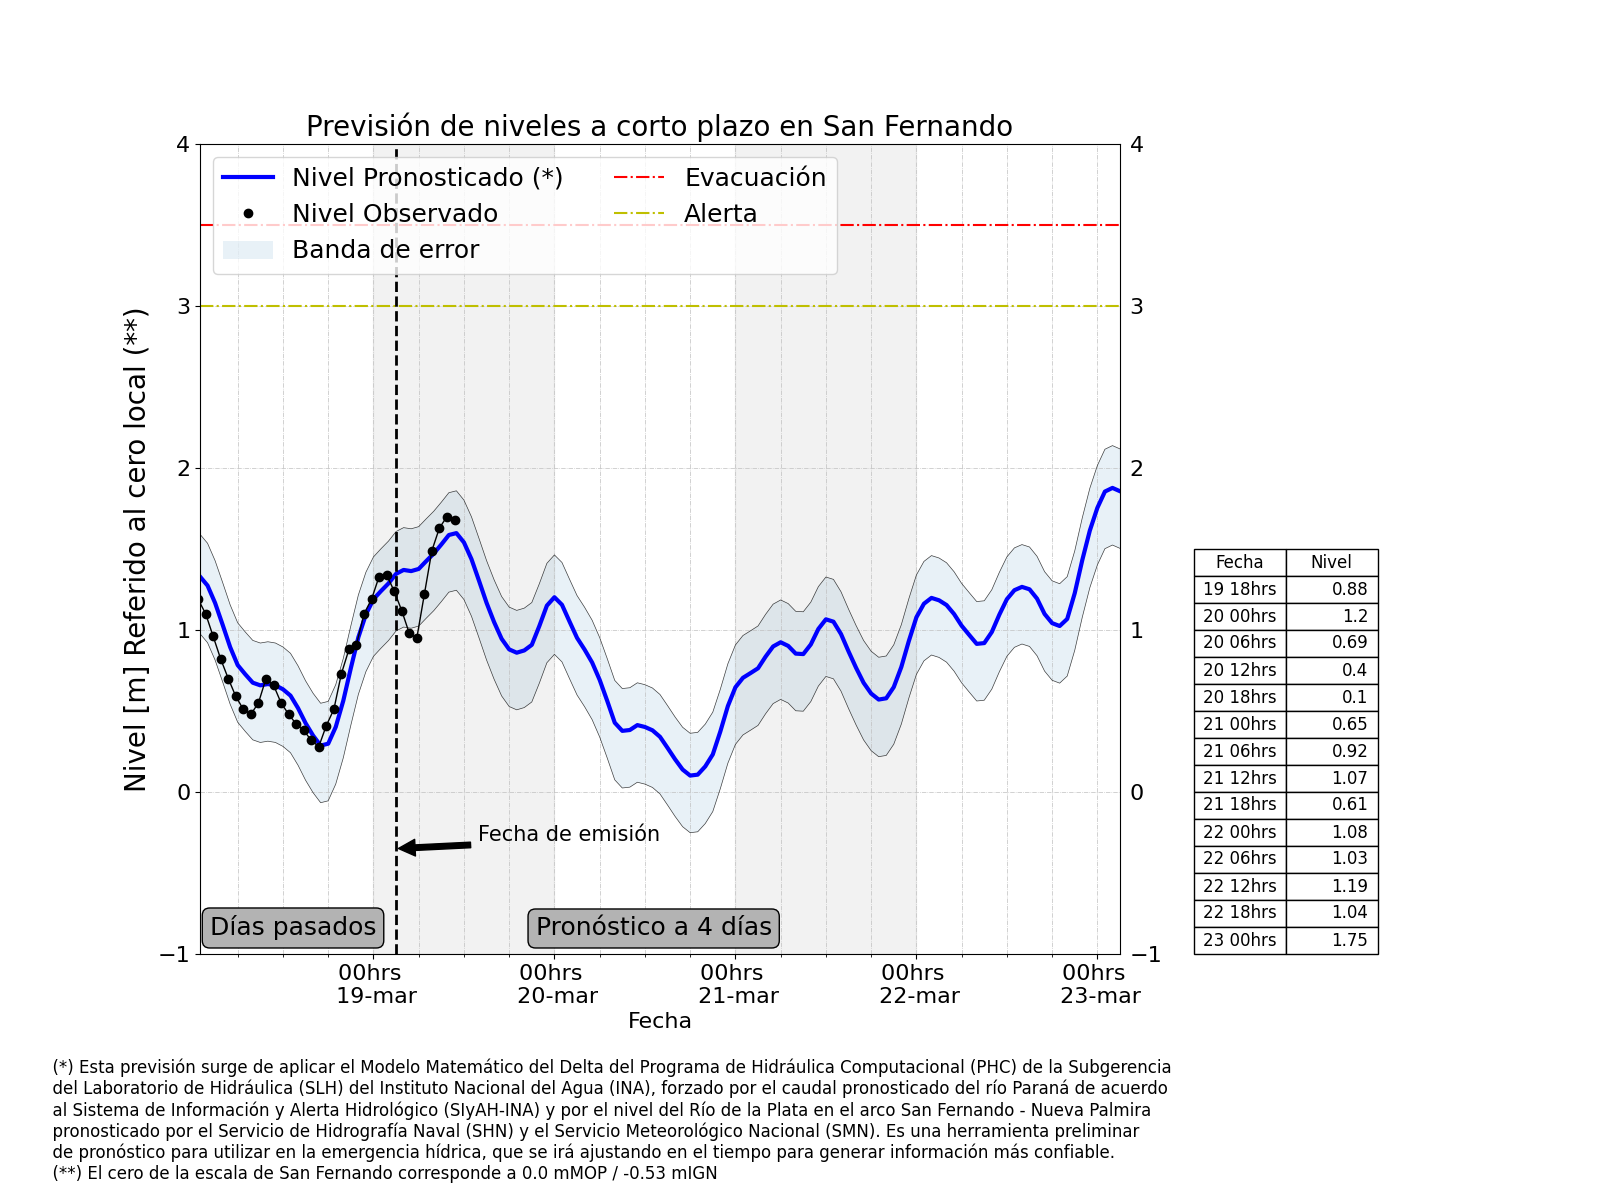 Previsión de niveles a corto plazo en San Fernando
Nivel Pronosticado (*)
Nivel Observado
Banda de error
Evacuación
Alerta
Nivel [m] Referido al cero local (**)
4
3
2
1
0
−1
4
3
2
1
0
−1
Fecha de emisión
Días pasados
Pronóstico a 4 días
00hrs
19-mar
00hrs
20-mar
00hrs
21-mar
00hrs
22-mar
00hrs
23-mar
Fecha
Fecha Nivel
19 18hrs 0.88
20 00hrs 1.2
20 06hrs 0.69
20 12hrs 0.4
20 18hrs 0.1
21 00hrs 0.65
21 06hrs 0.92
21 12hrs 1.07
21 18hrs 0.61
22 00hrs 1.08
22 06hrs 1.03
22 12hrs 1.19
22 18hrs 1.04
23 00hrs 1.75
(*) Esta previsión surge de aplicar el Modelo Matemático del Delta del Programa de Hidráulica Computacional (PHC) de la Subgerencia
del Laboratorio de Hidráulica (SLH) del Instituto Nacional del Agua (INA), forzado por el caudal pronosticado del río Paraná de acuerdo
al Sistema de Información y Alerta Hidrológico (SIyAH-INA) y por el nivel del Río de la Plata en el arco San Fernando - Nueva Palmira
pronosticado por el Servicio de Hidrografía Naval (SHN) y el Servicio Meteorológico Nacional (SMN). Es una herramienta preliminar
de pronóstico para utilizar en la emergencia hídrica, que se irá ajustando en el tiempo para generar información más confiable.
(**) El cero de la escala de San Fernando corresponde a 0.0 mMOP / -0.53 mIGN